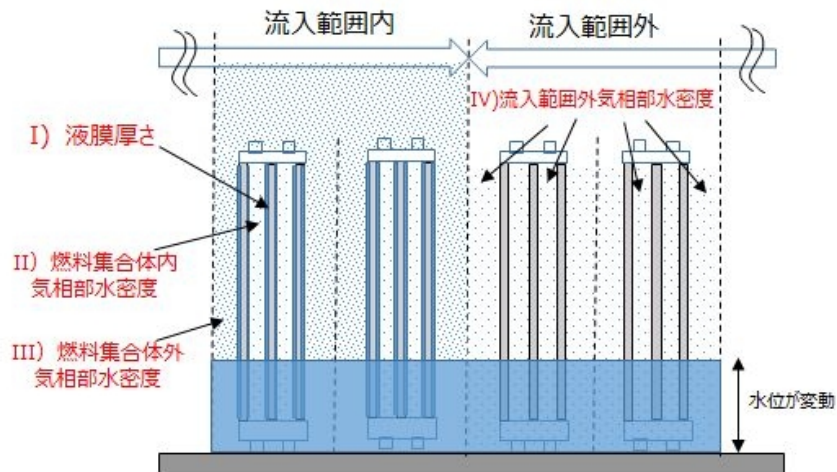 流入範囲内
流入範囲外
I）液膜厚さ
IV)流入範囲外気相部水密度
II）燃料集合体内
気相部水密度
III）燃料集合体外
気相部水密度
水位が変動